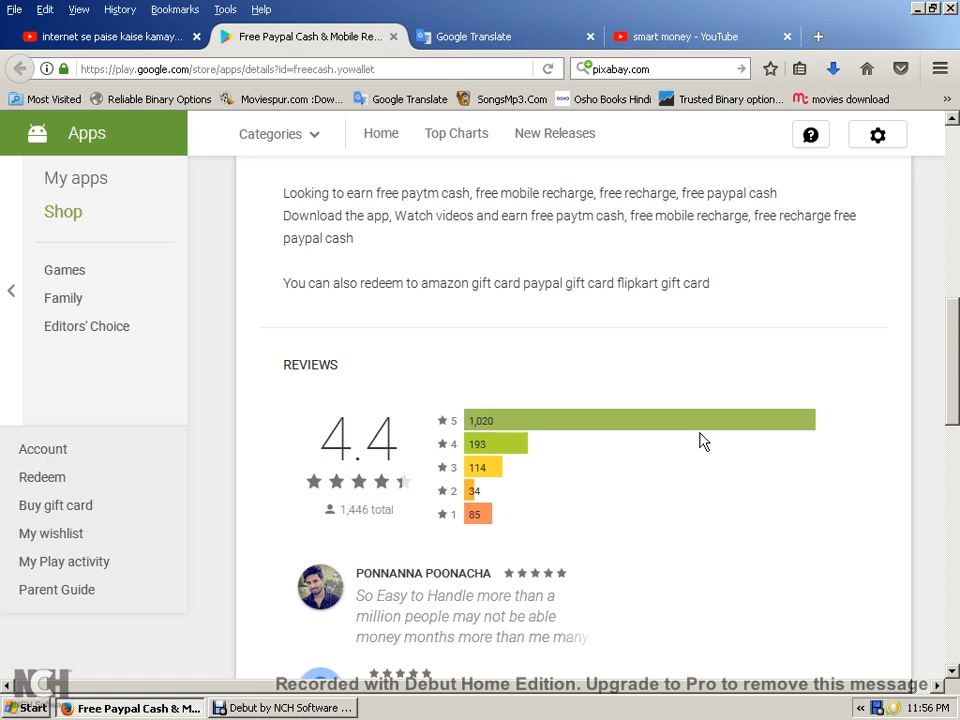 File Edit View History Bookmarks Tools Help
internet se paise kaise kamay...
Free Paypal Cash & Mobile Re...
Google Translate
smart money - YouTube
https://play.google.com/store/apps/details?id=freecash.yowallet
pixabay.com
Most Visited
Reliable Binary Options
Moviespur.com :Dow...
Google Translate
SongsMp3.Com
Osho Books Hindi
Trusted Binary option...
movies download
Apps
Categories
Home
Top Charts
New Releases
My apps
Shop
Games
Family
Editors' Choice
Account
Redeem
Buy gift card
My wishlist
My Play activity
Parent Guide
Looking to earn free paytm cash, free mobile recharge, free recharge, free paypal cash
Download the app, Watch videos and earn free paytm cash, free mobile recharge, free recharge free
paypal cash
You can also redeem to amazon gift card paypal gift card flipkart gift card
REVIEWS
4.4
1,446 total
5 1,020
4 193
3 114
2 34
1 85
PONNANNA POONACHA
So Easy to Handle more than a
million people may not be able
money months more than me many
NCH
Recorded with Debut Home Edition. Upgrade to Pro to remove this message
Start
Free Paypal Cash & M...
Debut by NCH Software ...
11:56 PM